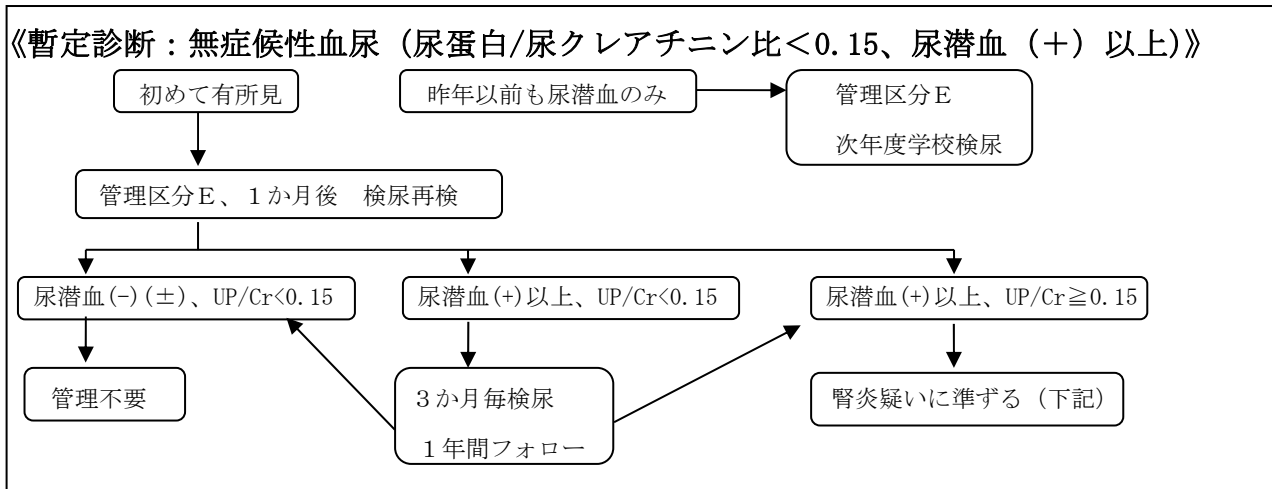 《暫定診断：無症候性血尿（尿蛋白/尿クレアチニン比＜0.15、尿潜血（＋）以上）》
初めて有所見
昨年以前も尿潜血のみ
管理区分Ｅ
次年度学校検尿
管理区分Ｅ、１か月後　検尿再検
尿潜血(-)(±)、UP/Cr<0.15
尿潜血(+)以上、UP/Cr<0.15
尿潜血(+)以上、UP/Cr≧0.15
管理不要
３か月毎検尿
１年間フォロー
腎炎疑いに準ずる（下記）